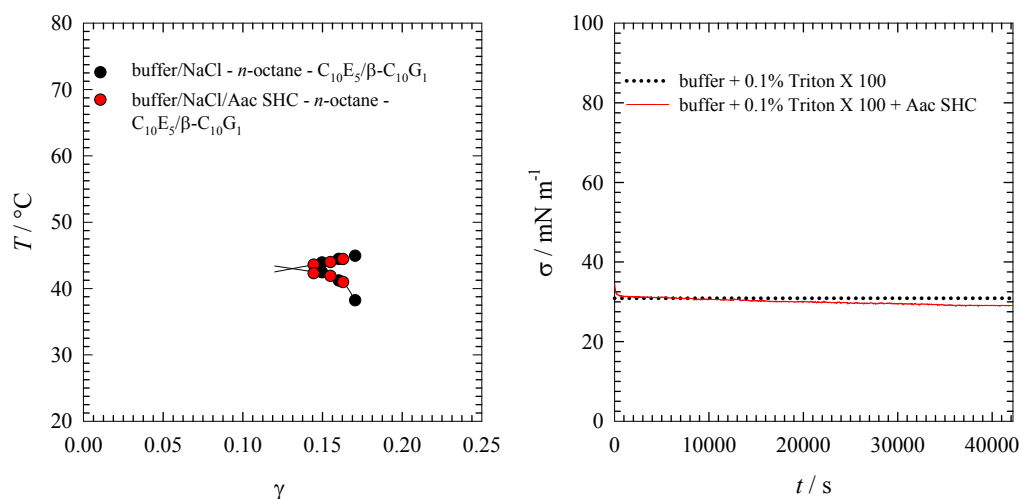 80
70
60
50
40
30
20
T / °C
buffer/NaCl - n-octane - C₁₀E₅/β-C₁₀G₁
buffer/NaCl/Aac SHC - n-octane -
C₁₀E₅/β-C₁₀G₁
0.00 0.05 0.10 0.15 0.20 0.25
γ
100
80
60
40
20
0
σ / mN m⁻¹
buffer + 0.1% Triton X 100
buffer + 0.1% Triton X 100 + Aac SHC
0 10000 20000 30000 40000
t / s